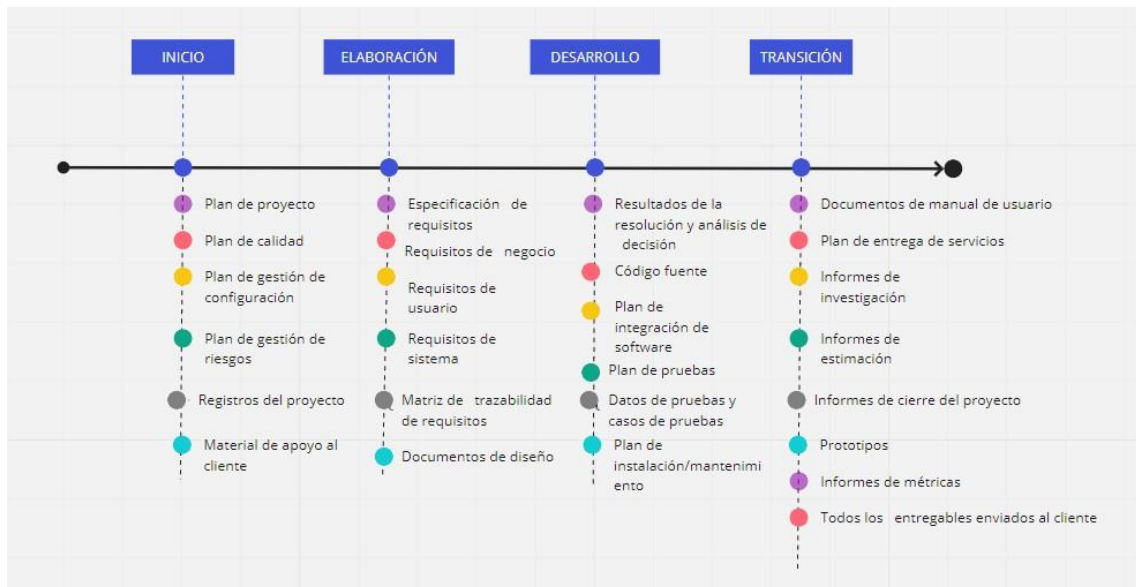 INICIO
ELABORACIÓN
DESARROLLO
TRANSICIÓN
Plan de proyecto
Plan de calidad
Plan de gestión de
configuración
Plan de gestión de
riesgos
Registros del proyecto
Material de apoyo al
cliente
Especificación de
requisitos
Requisitos de negocio
Requisitos de
usuario
Requisitos de
sistema
Matriz de trazabilidad
de requisitos
Documentos de diseño
Resultados de la
resolución y análisis de
decisión
Código fuente
Plan de
integración de
software
Plan de pruebas
Datos de pruebas y
casos de pruebas
Plan de
instalación/mantenimi
ento
Documentos de manual de usuario
Plan de entrega de servicios
Informes de
investigación
Informes de
estimación
Informes de cierre del proyecto
Prototipos
Informes de métricas
Todos los entregables enviados al cliente